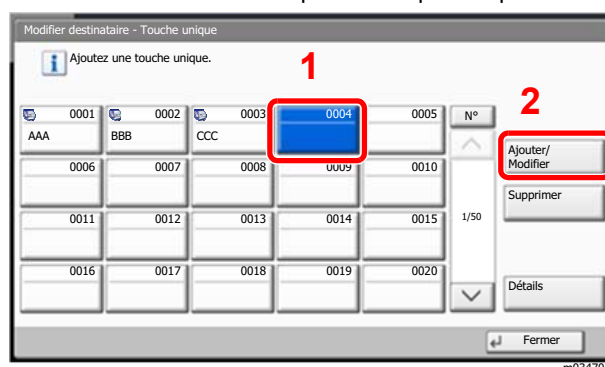 Modifier destinataire - Touche unique
Ajoutez une touche unique.
1
2
0001 0002 0003 0004 0005 N°
AAA BBB CCC
Ajouter/
Modifier
0006 0007 0008 0009 0010
Supprimer
0011 0012 0013 0014 0015 1/50
0016 0017 0018 0019 0020
Détails
Fermer